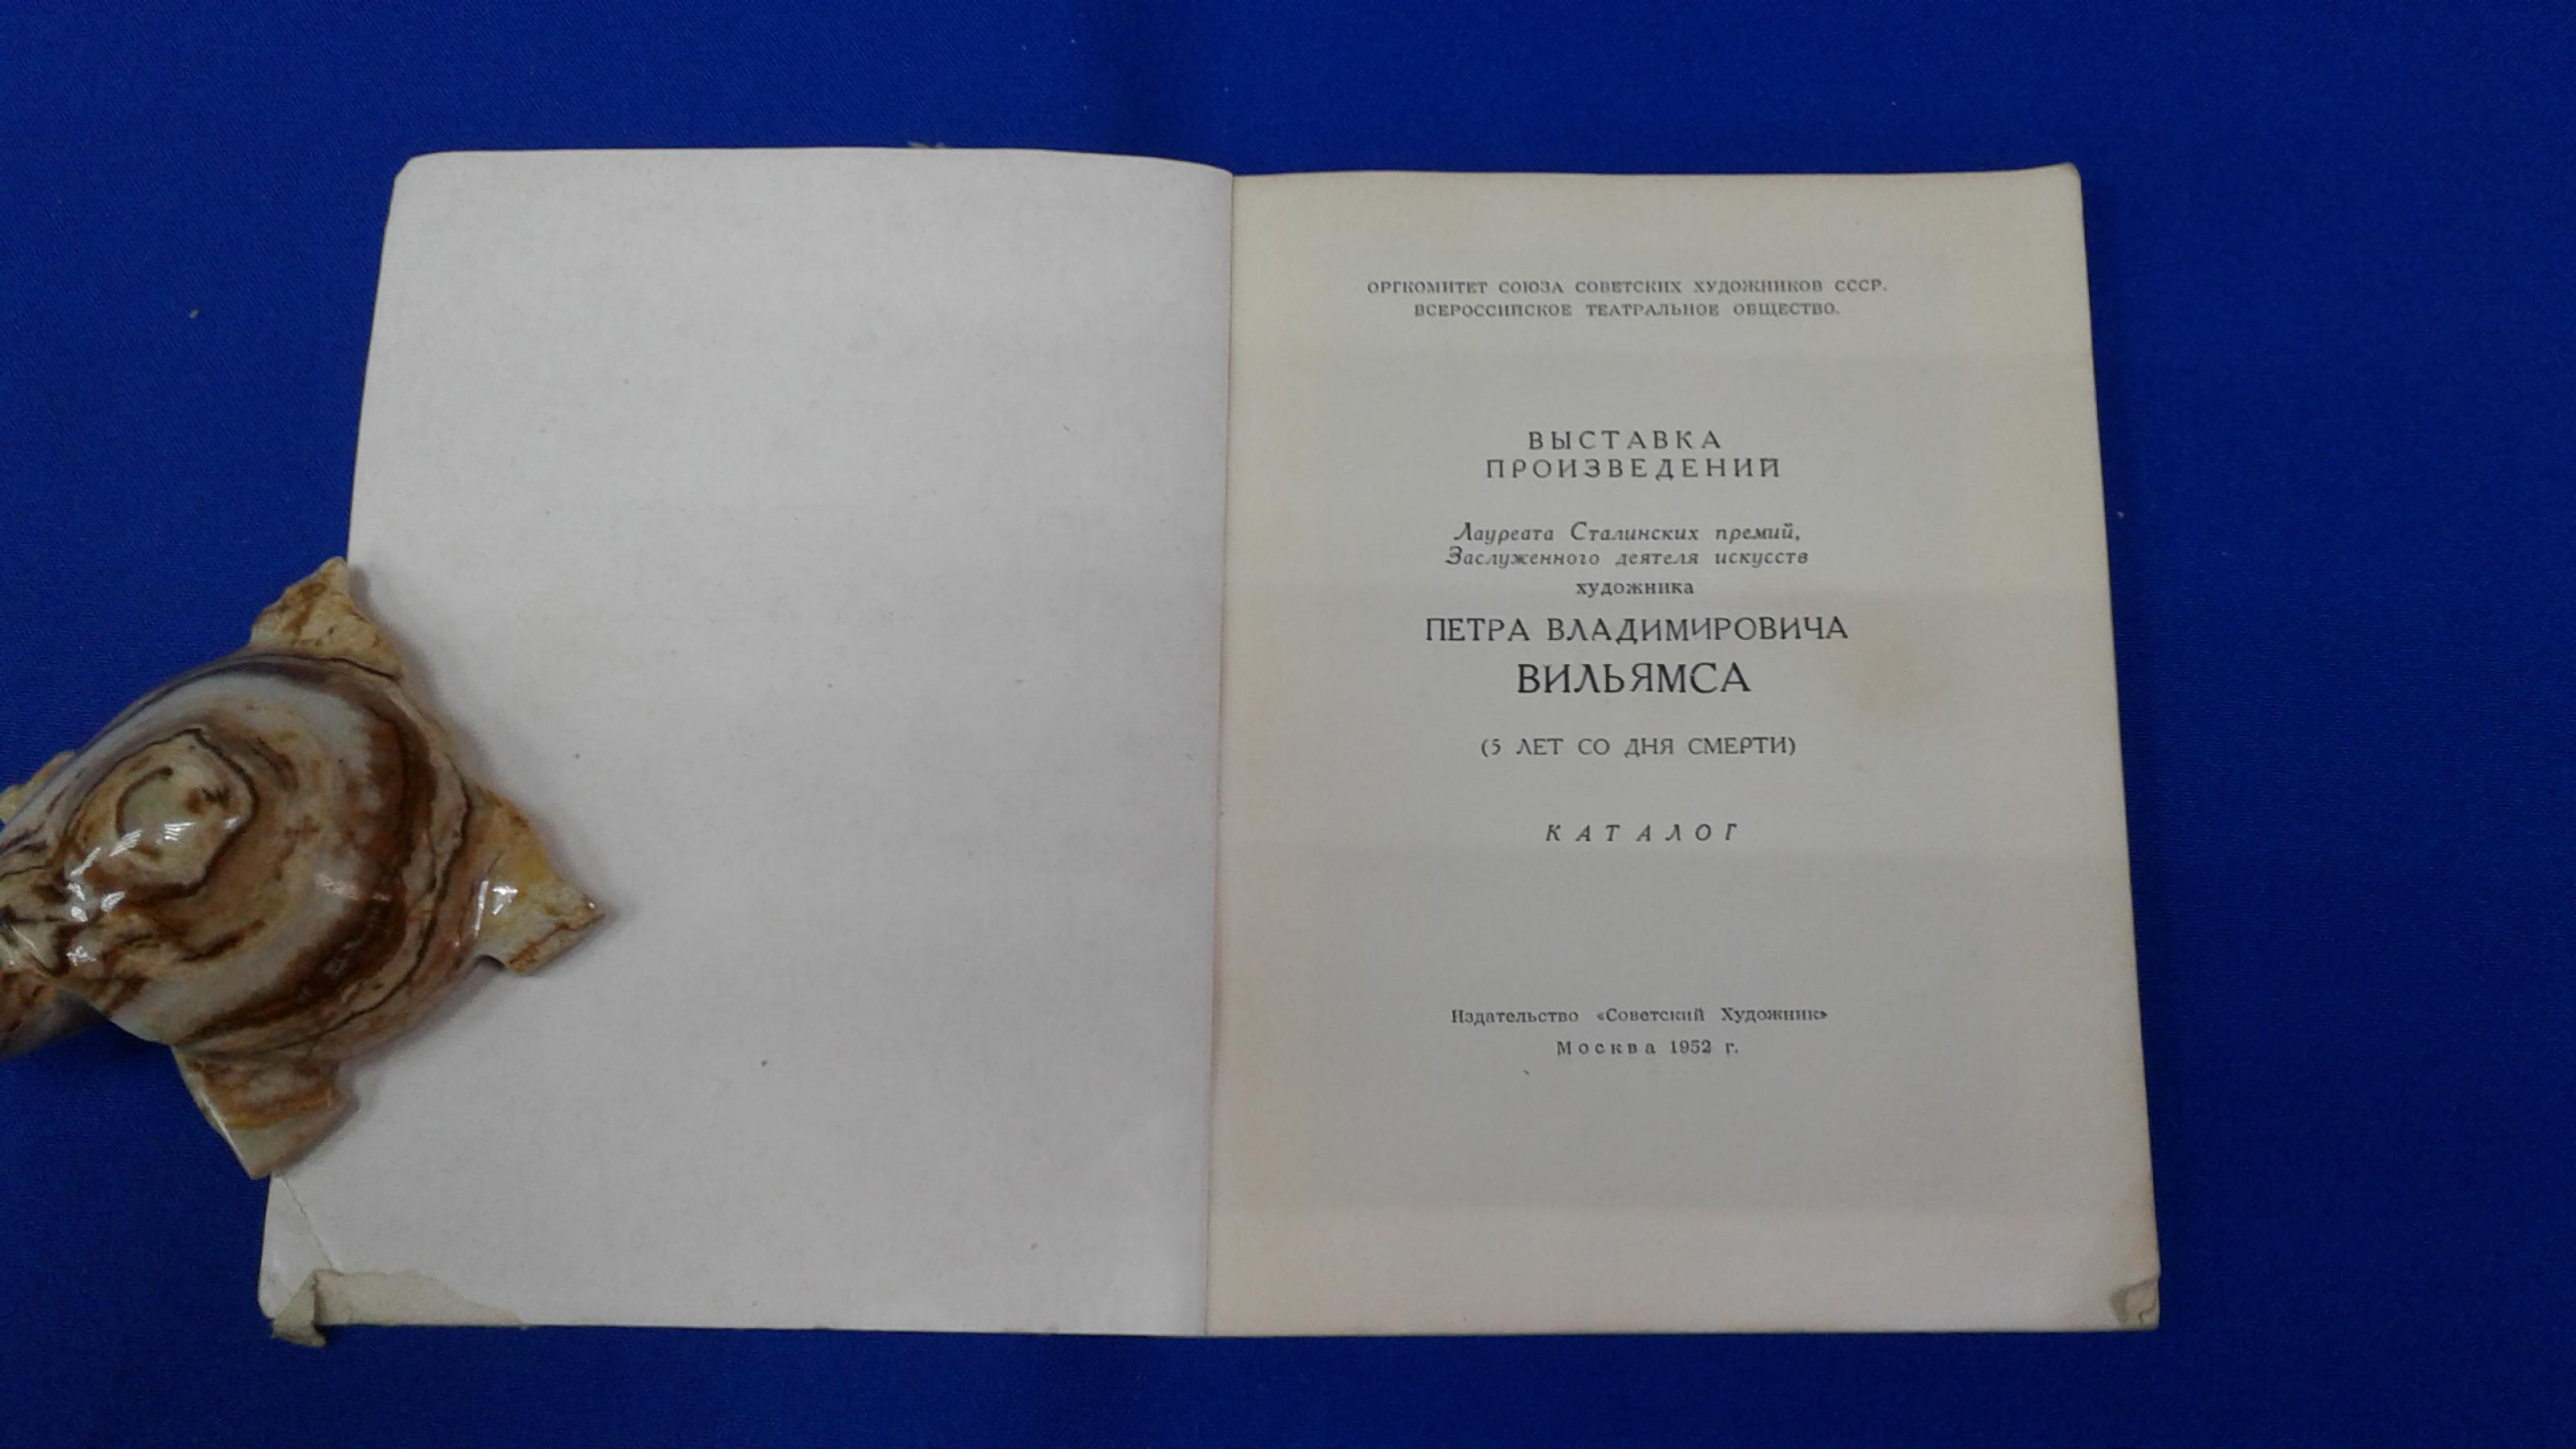 ОРГКОМИТЕТ СОЮЗА СОВЕТСКИХ ХУДОЖНИКОВ СССР.
ВСЕРОССИЙСКОЕ ТЕАТРАЛЬНОЕ ОБЩЕСТВО.
ВЫСТАВКА
ПРОИЗВЕДЕНИЙ
Лауреата Сталинских премий,
Заслуженного деятеля искусств
художника
ПЕТРА ВЛАДИМИРОВИЧА
ВИЛЬЯМСА
(5 ЛЕТ СО ДНЯ СМЕРТИ)
КАТАЛОГ
Издательство «Советский Художник»
Москва 1952 г.